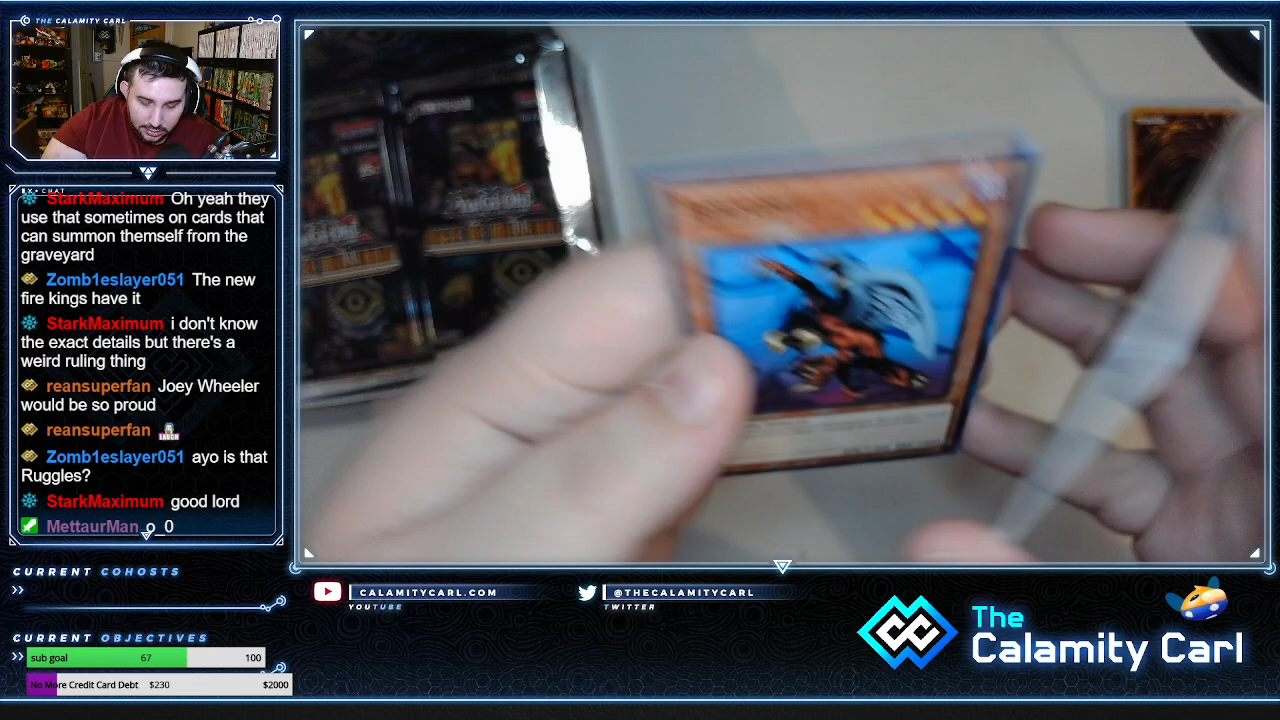 THE CALAMITY CARL
CHAT
StarkMaximum Oh yeah they
use that sometimes on cards that
can summon themself from the
graveyard
Zomb1eslayer051 The new
fire kings have it
StarkMaximum i don't know
the exact details but there's a
weird ruling thing
reansuperfan Joey Wheeler
would be so proud
reansuperfan
Zomb1eslayer051 ayo is that
Ruggles?
StarkMaximum good lord
MettaurMan o_0
CURRENT COHOSTS
CURRENT OBJECTIVES
sub goal 67 100
No More Credit Card Debt $230 $2000
CALAMITYCARL.COM
YOUTUBE
@THECALAMITYCARL
TWITTER
The
Calamity Carl